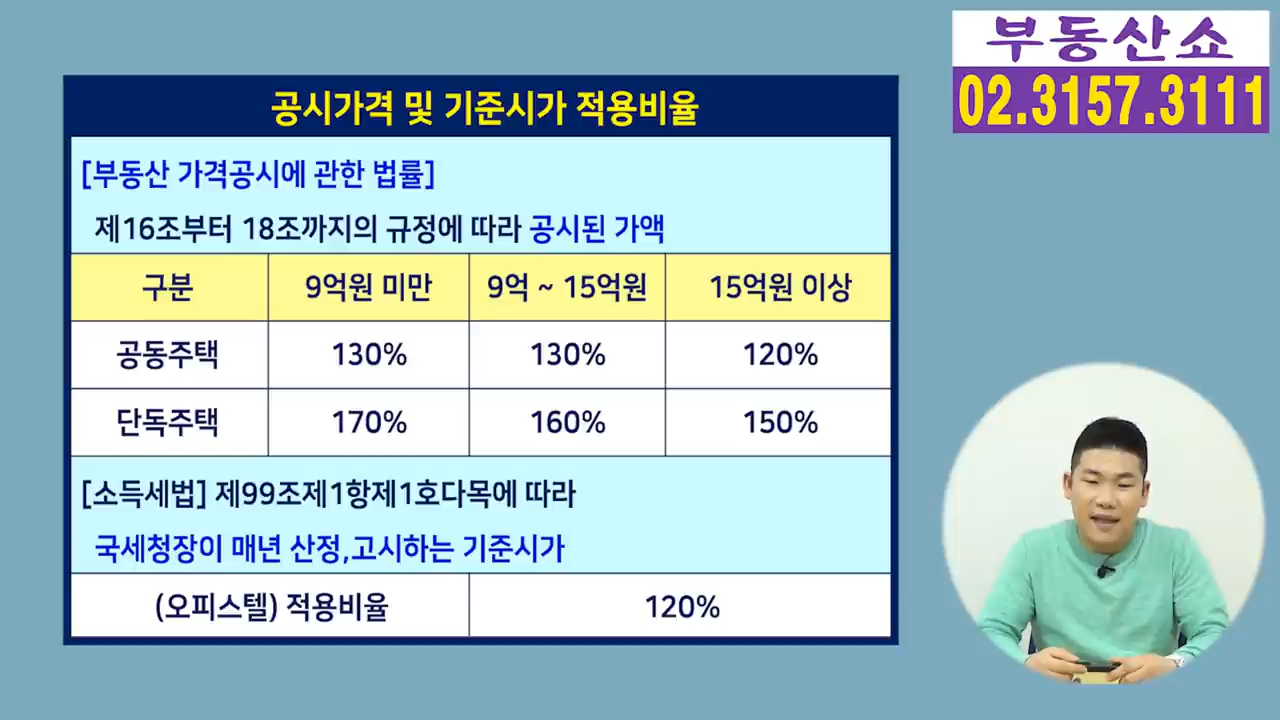 부동산쇼
02.3157.3111
공시가격 및 기준시가 적용비율
[부동산 가격공시에 관한 법률]
제16조부터 18조까지의 규정에 따라 공시된 가액
구분 9억원 미만 9억 ~ 15억원 15억원 이상
공동주택 130% 130% 120%
단독주택 170% 160% 150%
[소득세법] 제99조제1항제1호다목에 따라
국세청장이 매년 산정,고시하는 기준시가
(오피스텔) 적용비율 120%